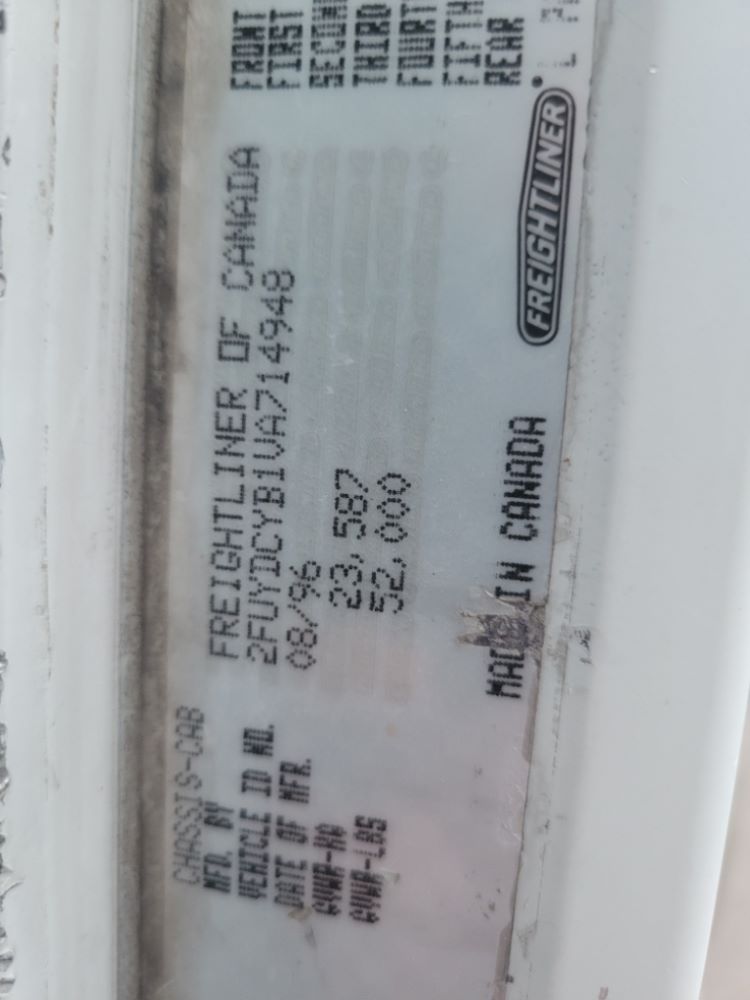 CHASSIS-CAB
MFD. BY FREIGHTLINER OF CANADA
VEHICLE ID NO. 2FUYDCYB1VA714948
DATE OF MFR. 08/96
GVWR-KG 23,587
GVWR-LBS 52,000
MADE IN CANADA
FREIGHTLINER
FRONT
FIRST
SECOND
THIRD
FOURTH
FIFTH
REAR